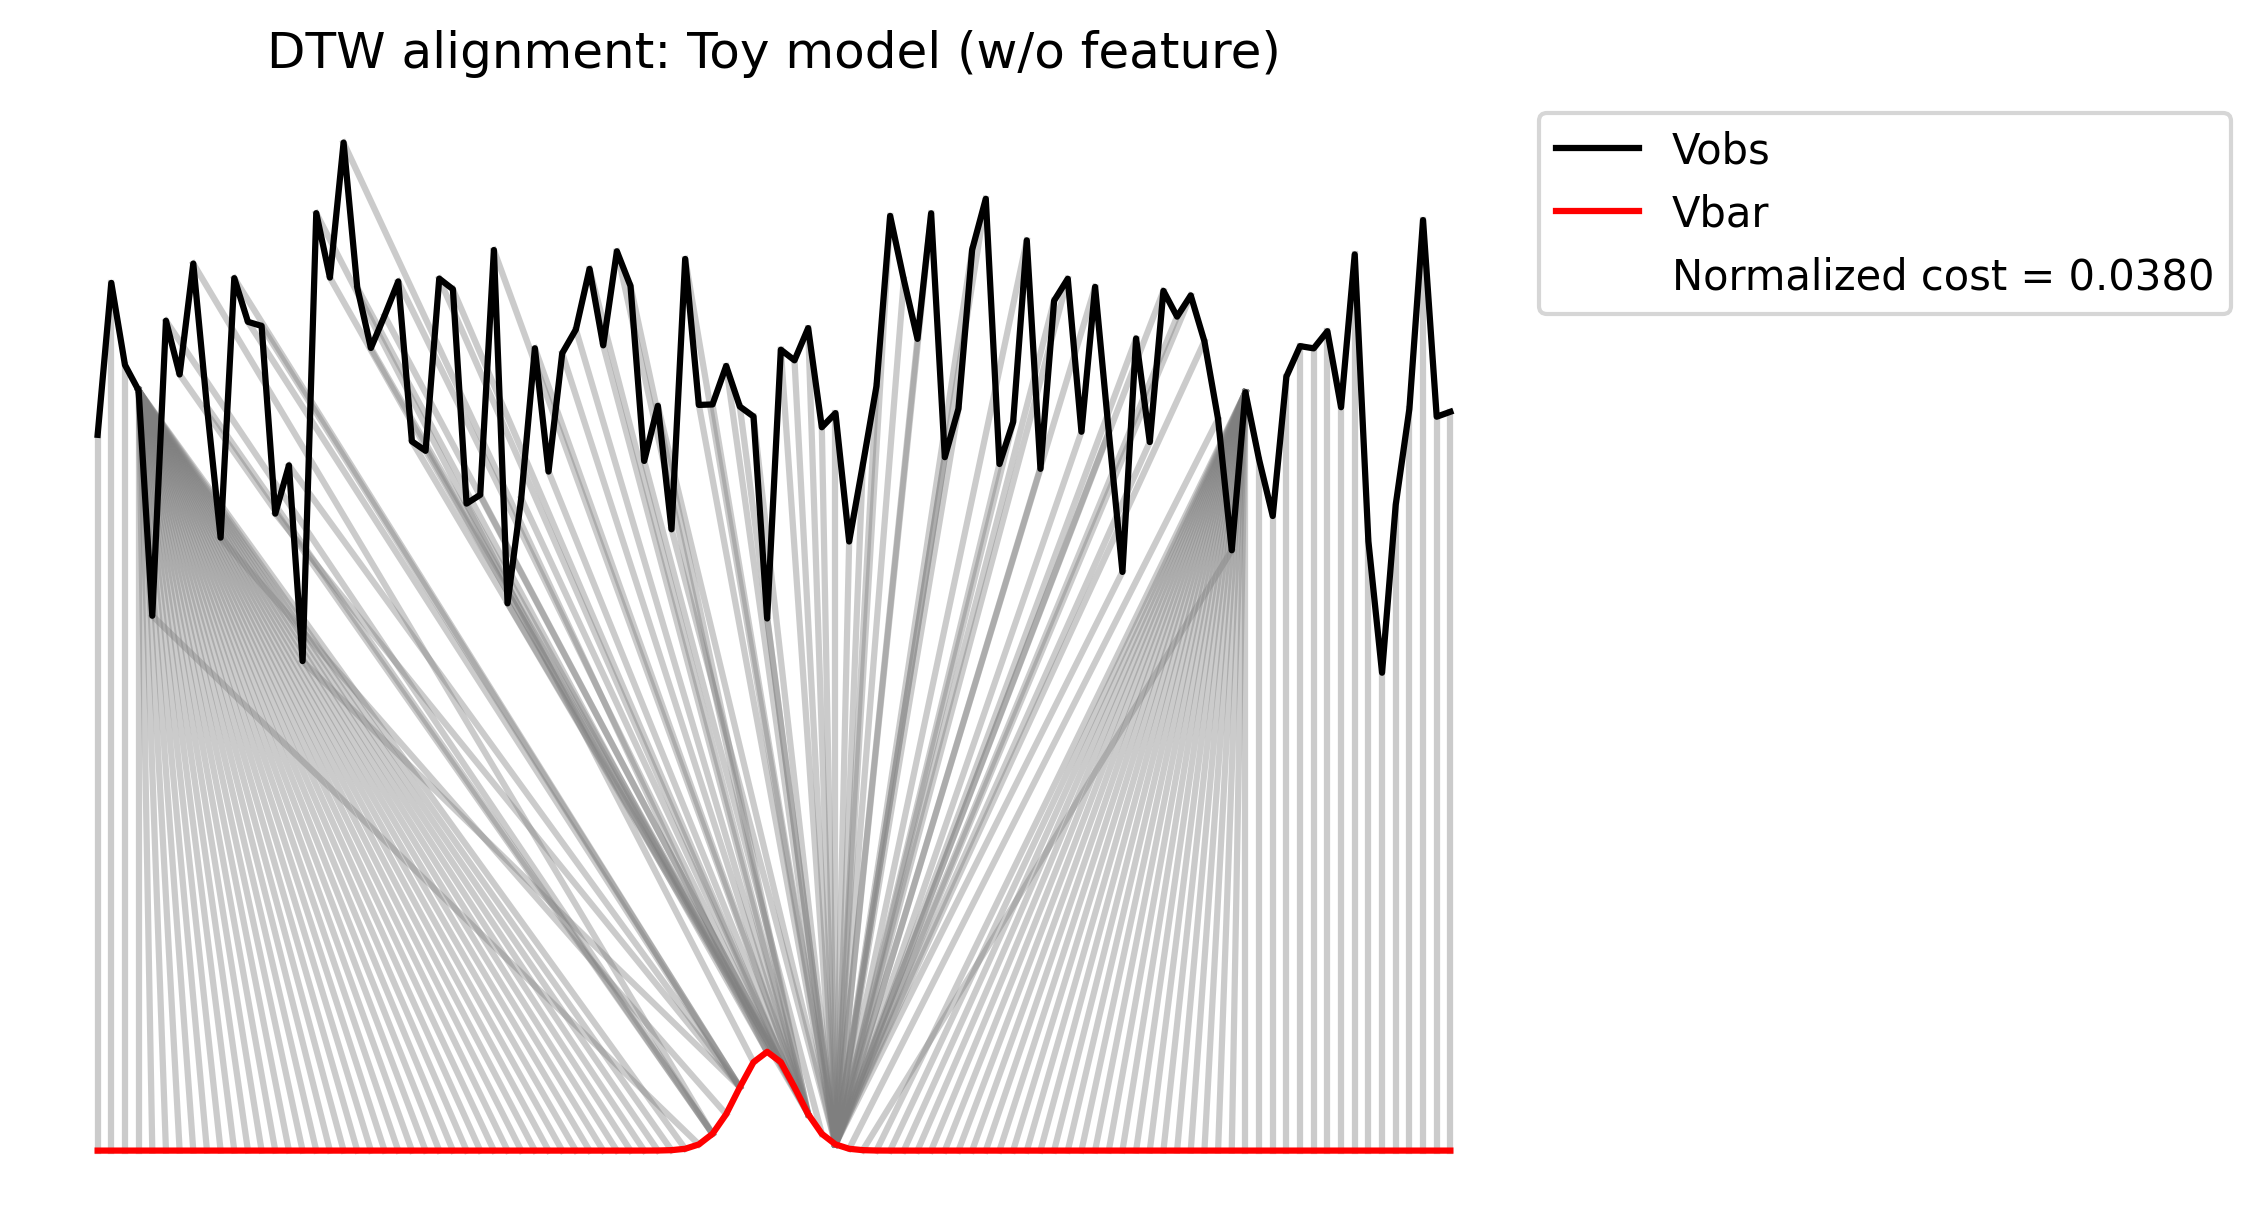 DTW alignment: Toy model (w/o feature)
Vobs
Vbar
Normalized cost = 0.0380